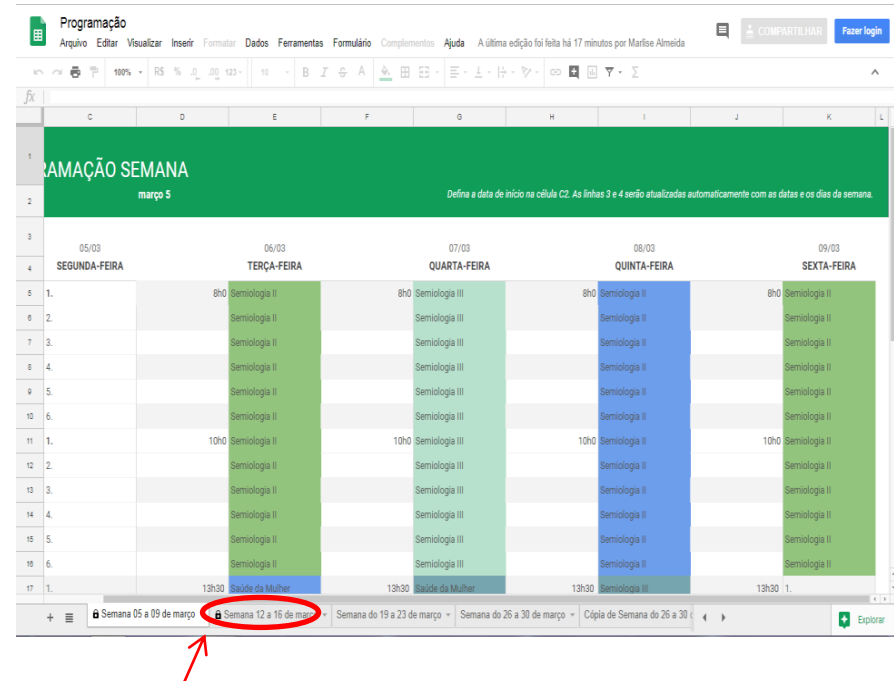 Programação
Arquivo Editar Visualizar Inserir Formatar Dados Ferramentas Formulário Complementos Ajuda A última edição foi feita há 17 minutos por Marlise Almeida
COMPARTILHAR
Fazer login
100% R$ % .0 .00 123 10 B I S A
fx
C D E F G H I J K L
1 RAMAÇÃO SEMANA
2 março 5 Defina a data de início na célula C2. As linhas 3 e 4 serão atualizadas automaticamente com as datas e os dias da semana.
3 05/03 06/03 07/03 08/03 09/03
4 SEGUNDA-FEIRA TERÇA-FEIRA QUARTA-FEIRA QUINTA-FEIRA SEXTA-FEIRA
5 1. 8h0 Semiologia II 8h0 Semiologia III 8h0 Semiologia II 8h0 Semiologia II
6 2. Semiologia II Semiologia III Semiologia II Semiologia II
7 3. Semiologia II Semiologia III Semiologia II Semiologia II
8 4. Semiologia II Semiologia III Semiologia II Semiologia II
9 5. Semiologia II Semiologia III Semiologia II Semiologia II
10 6. Semiologia II Semiologia III Semiologia II Semiologia II
11 1. 10h0 Semiologia II 10h0 Semiologia III 10h0 Semiologia II 10h0 Semiologia II
12 2. Semiologia II Semiologia III Semiologia II Semiologia II
13 3. Semiologia II Semiologia III Semiologia II Semiologia II
14 4. Semiologia II Semiologia III Semiologia II Semiologia II
15 5. Semiologia II Semiologia III Semiologia II Semiologia II
16 6. Semiologia II Semiologia III Semiologia II Semiologia II
17 1. 13h30 Saúde da Mulher 13h30 Saúde da Mulher 13h30 Semiologia III 13h30 1.
Semana 05 a 09 de março Semana 12 a 16 de março Semana do 19 a 23 de março Semana do 26 a 30 de março Cópia de Semana do 26 a 30 Explorar